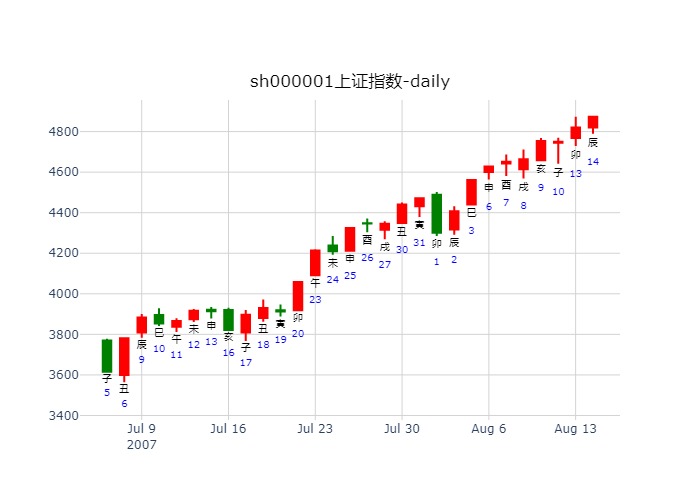 sh000001上证指数-daily
4800
4600
4400
4200
4000
3800
3600
3400
子
5
丑
6
辰
9
巳
10
午
11
未
12
申
13
亥
16
子
17
丑
18
寅
19
卯
20
午
23
未
24
申
25
酉
26
戌
27
丑
30
寅
31
卯
1
辰
2
巳
3
申
6
酉
7
戌
8
亥
9
子
10
卯
13
辰
14
Jul 9 Jul 16 Jul 23 Jul 30 Aug 6 Aug 13
2007